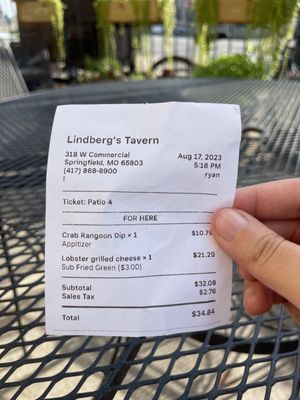 Lindberg's Tavern
318 W Commercial
Springfield, MO 65803
(417) 868-8900
!
Aug 17, 2023
5:16 PM
ryan
Ticket: Patio 4
FOR HERE
Crab Rangoon Dip × 1
Appitizer
Lobster grilled cheese × 1 $21.29
Sub Fried Green ($3.00)
Subtotal $32.08
Sales Tax $2.76
Total $34.84